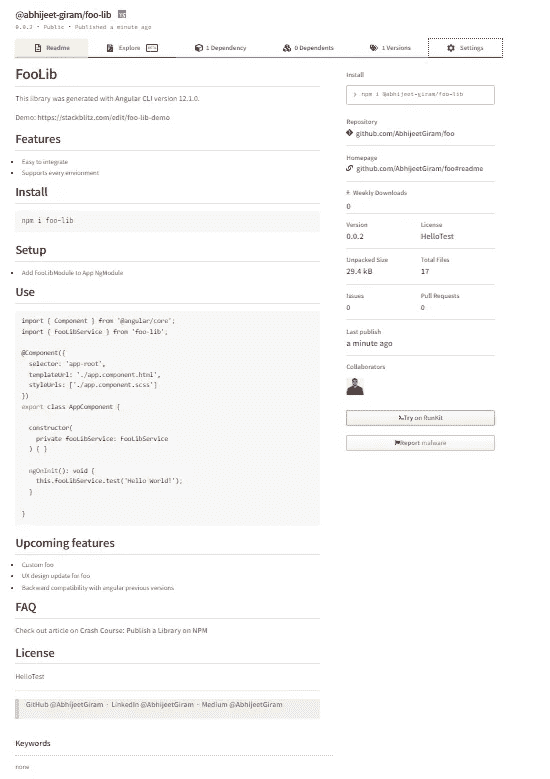 @abhijeet-giram/foo-lib
0.0.2 • Public • Published a minute ago
Readme
Explore BETA
1 Dependency
0 Dependents
1 Versions
Settings
FooLib
This library was generated with Angular CLI version 12.1.0.
Demo: https://stackblitz.com/edit/foo-lib-demo
Features
Easy to integrate
Supports every envionment
Install
npm i foo-lib
Setup
Add FooLibModule to App NgModule
Use
import { Component } from '@angular/core';
import { FooLibService } from 'foo-lib';
@Component({
selector: 'app-root',
templateUrl: './app.component.html',
styleUrls: ['./app.component.scss']
})
export class AppComponent {
constructor(
private fooLibService: FooLibService
) { }
ngOnInit(): void {
this.fooLibService.test('Hello World!');
}
}
Upcoming features
Custom foo
UX design update for foo
Backward compatibility with angular previous versions
FAQ
Check out article on Crash Course: Publish a Library on NPM
License
HelloTest
GitHub @AbhijeetGiram · LinkedIn @AbhijeetGiram · Medium @AbhijeetGiram
Keywords
none
Install
> npm i @abhijeet-giram/foo-lib
Repository
github.com/AbhijeetGiram/foo
Homepage
github.com/AbhijeetGiram/foo#readme
Weekly Downloads
0
Version
0.0.2
License
HelloTest
Unpacked Size
29.4 kB
Total Files
17
Issues
0
Pull Requests
0
Last publish
a minute ago
Collaborators
Try on RunKit
Report malware